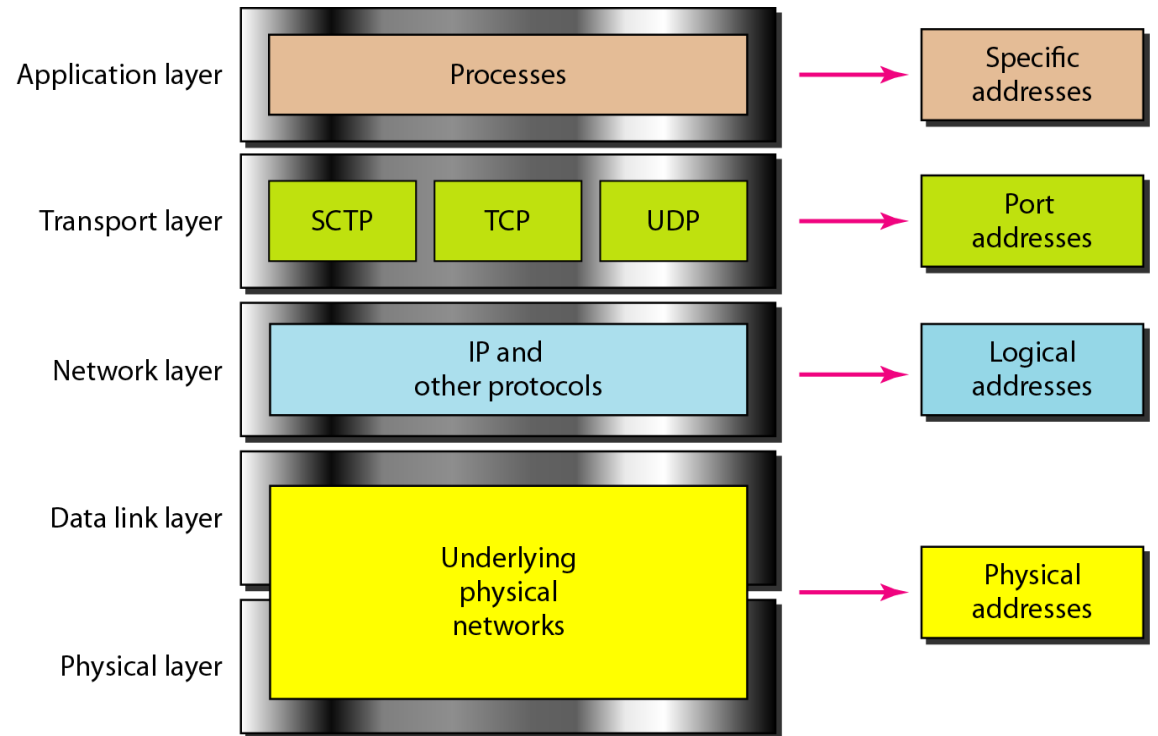 Application layer
Processes
Specific
addresses
Transport layer
SCTP
TCP
UDP
Port
addresses
Network layer
IP and
other protocols
Logical
addresses
Data link layer
Underlying
physical
networks
Physical
addresses
Physical layer